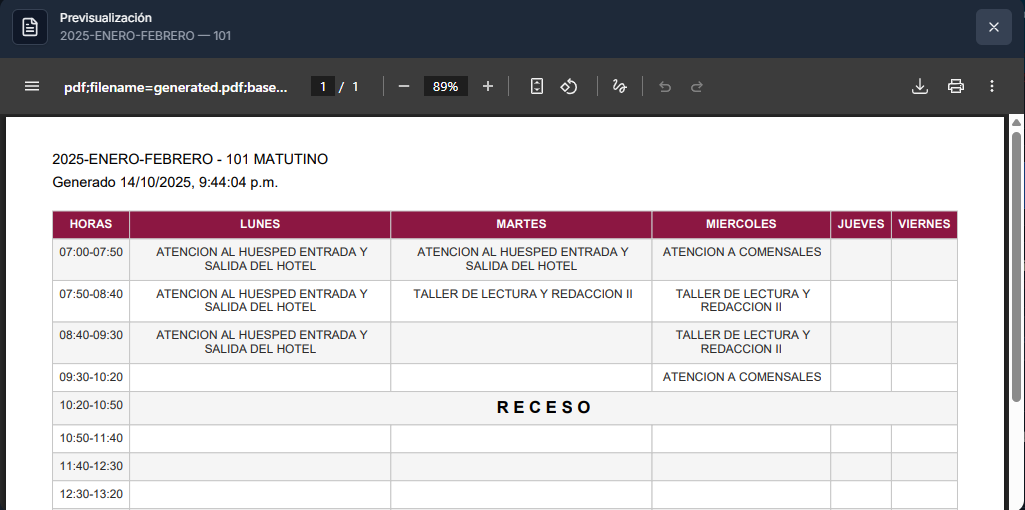 Previsualización
2025-ENERO-FEBRERO — 101
pdf;filename=generated.pdf;base...
1 / 1
89%
2025-ENERO-FEBRERO - 101 MATUTINO
Generado 14/10/2025, 9:44:04 p.m.
HORAS LUNES MARTES MIERCOLES JUEVES VIERNES
07:00-07:50 ATENCION AL HUESPED ENTRADA Y ATENCION AL HUESPED ENTRADA Y ATENCION A COMENSALES
SALIDA DEL HOTEL SALIDA DEL HOTEL
07:50-08:40 ATENCION AL HUESPED ENTRADA Y TALLER DE LECTURA Y REDACCION II TALLER DE LECTURA Y
SALIDA DEL HOTEL REDACCION II
08:40-09:30 ATENCION AL HUESPED ENTRADA Y TALLER DE LECTURA Y
SALIDA DEL HOTEL REDACCION II
09:30-10:20 ATENCION A COMENSALES
10:20-10:50 R E C E S O
10:50-11:40
11:40-12:30
12:30-13:20